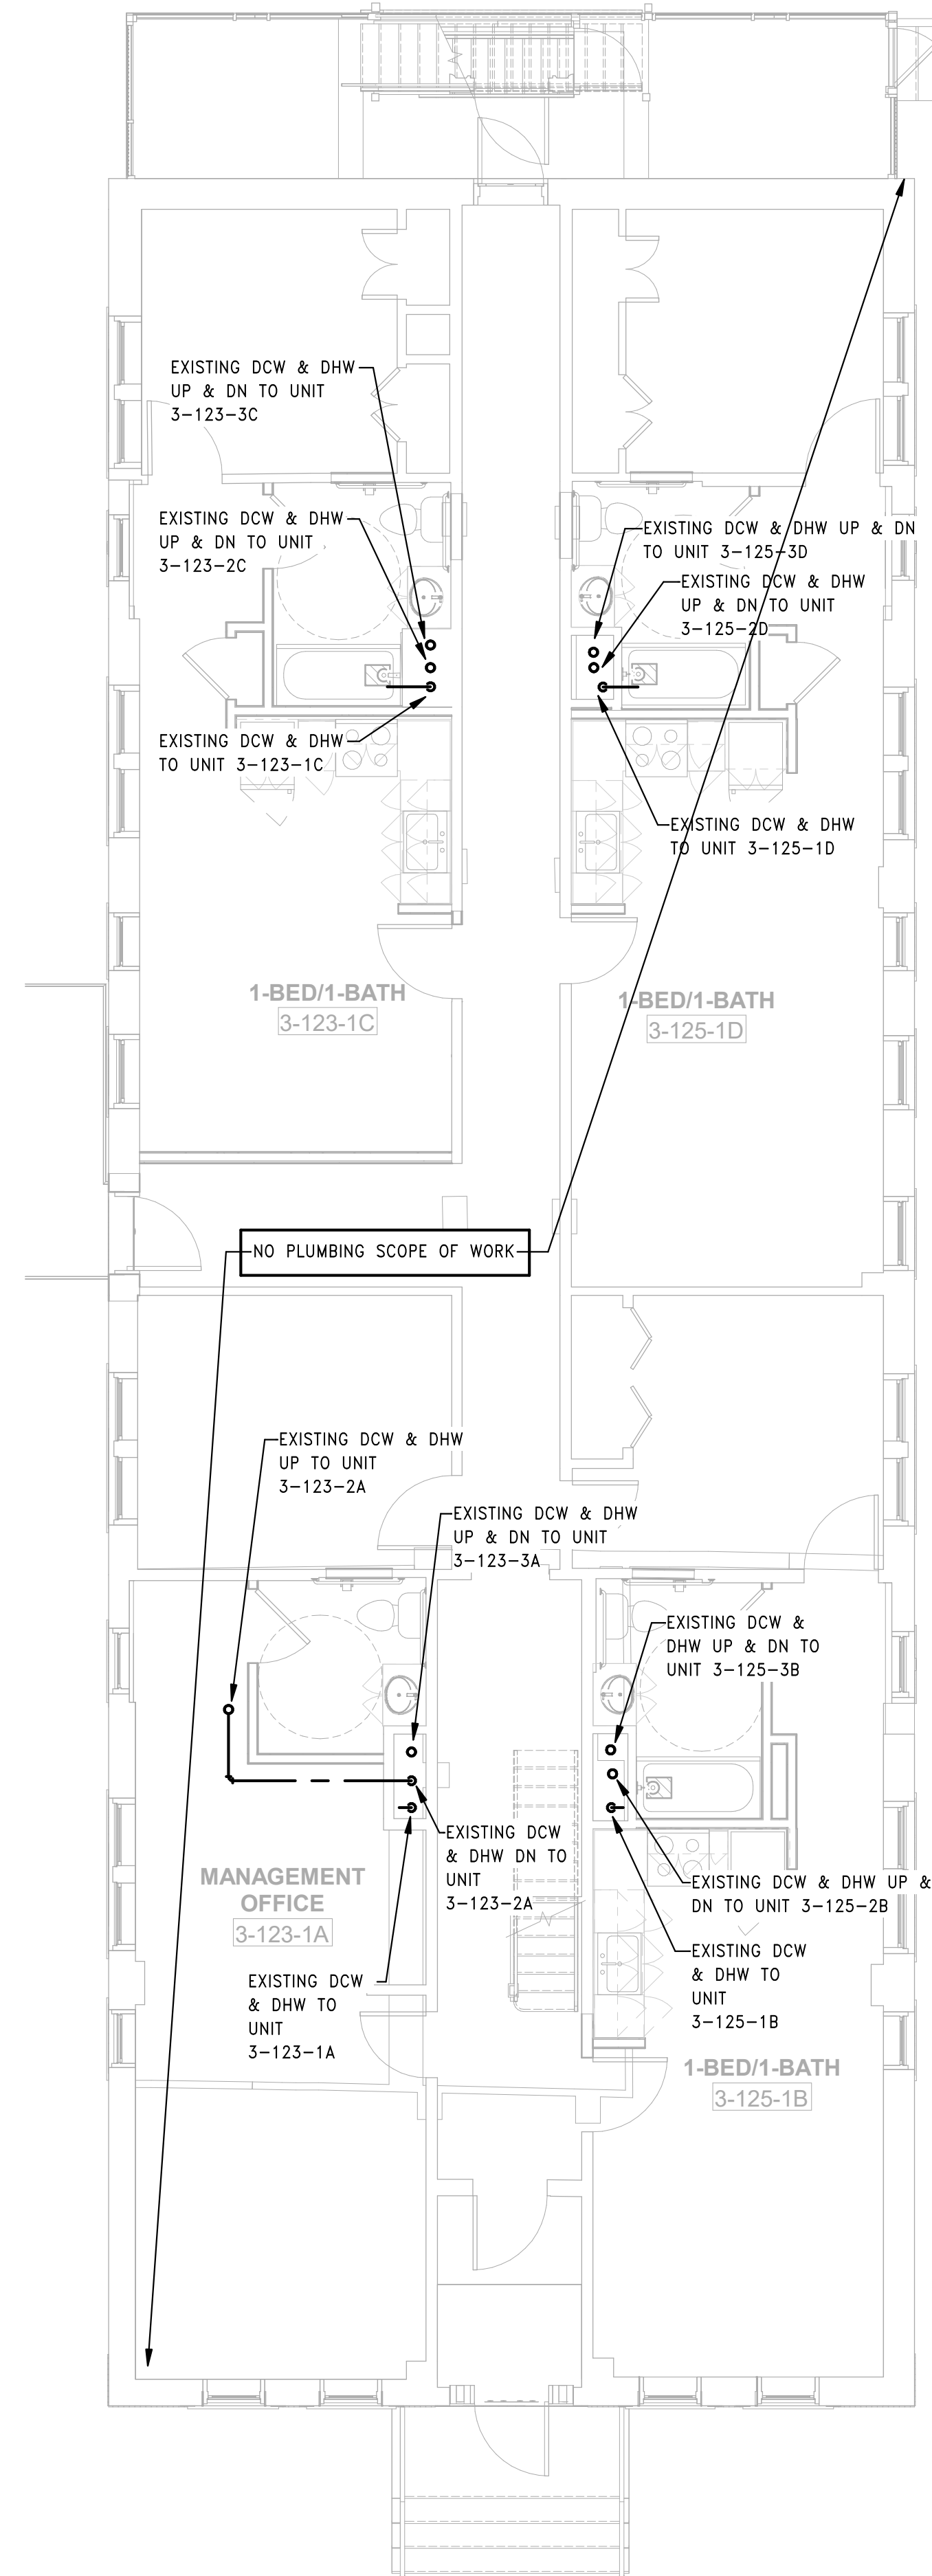 EXISTING DCW & DHW
UP & DN TO UNIT
3-123-3C
EXISTING DCW & DHW
UP & DN TO UNIT
3-123-2C
EXISTING DCW & DHW UP & DN
TO UNIT 3-125-3D
EXISTING DCW & DHW
UP & DN TO UNIT
3-125-2D
EXISTING DCW & DHW
TO UNIT 3-123-1C
EXISTING DCW & DHW
TO UNIT 3-125-1D
1-BED/1-BATH
3-123-1C
1-BED/1-BATH
3-125-1D
NO PLUMBING SCOPE OF WORK
EXISTING DCW & DHW
UP TO UNIT
3-123-2A
EXISTING DCW & DHW
UP & DN TO UNIT
3-123-3A
EXISTING DCW &
DHW UP & DN TO
UNIT 3-125-3B
EXISTING DCW
& DHW DN TO
UNIT
3-123-2A
MANAGEMENT
OFFICE
3-123-1A
EXISTING DCW & DHW UP &
DN TO UNIT 3-125-2B
EXISTING DCW
& DHW TO
UNIT
3-125-1B
EXISTING DCW
& DHW TO
UNIT
3-123-1A
1-BED/1-BATH
3-125-1B